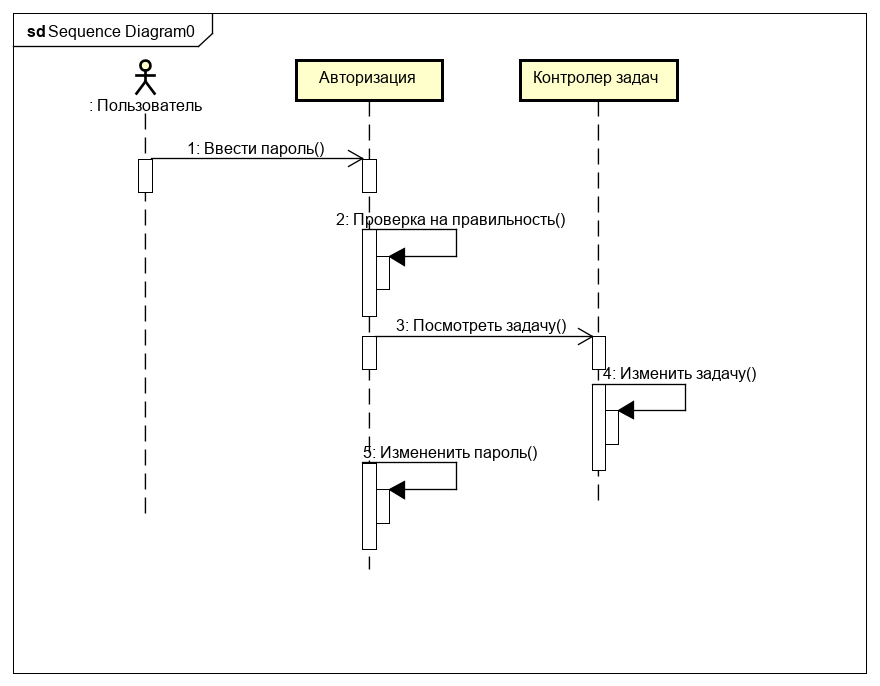 sd Sequence Diagram0
: Пользователь
Авторизация
Контролер задач
1: Ввести пароль()
2: Проверка на правильность()
3: Посмотреть задачу()
4: Изменить задачу()
5: Измененить пароль()